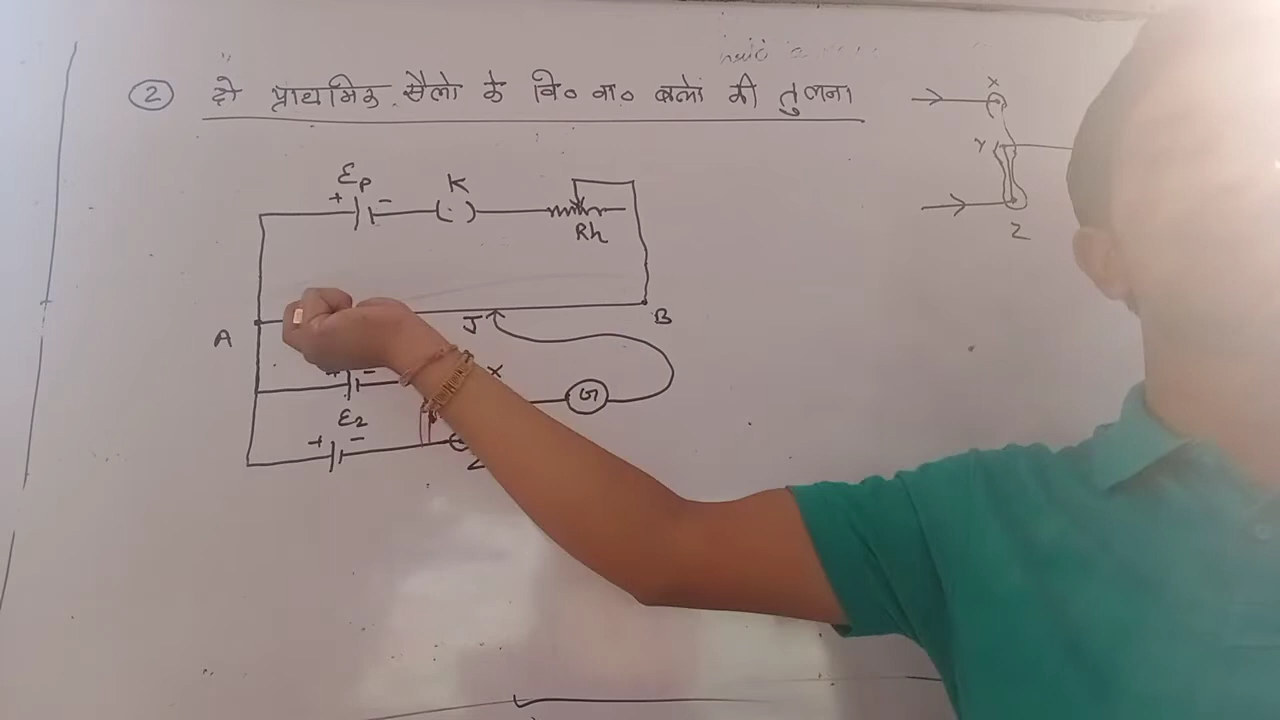 ② दो प्राथमिक सैलो के वि० वा० बलो की तुलना
X
Y
Z
Ep
+ -
K
Rh
A
J
B
+ -
X
G
E2
+ -
Z